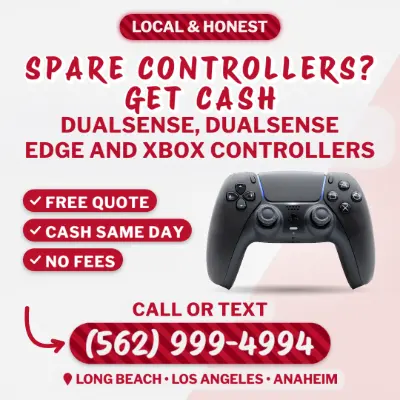 LOCAL & HONEST
SPARE CONTROLLERS?
GET CASH
DUALSENSE, DUALSENSE
EDGE AND XBOX CONTROLLERS
FREE QUOTE
CASH SAME DAY
NO FEES
CALL OR TEXT
(562) 999-4994
LONG BEACH • LOS ANGELES • ANAHEIM